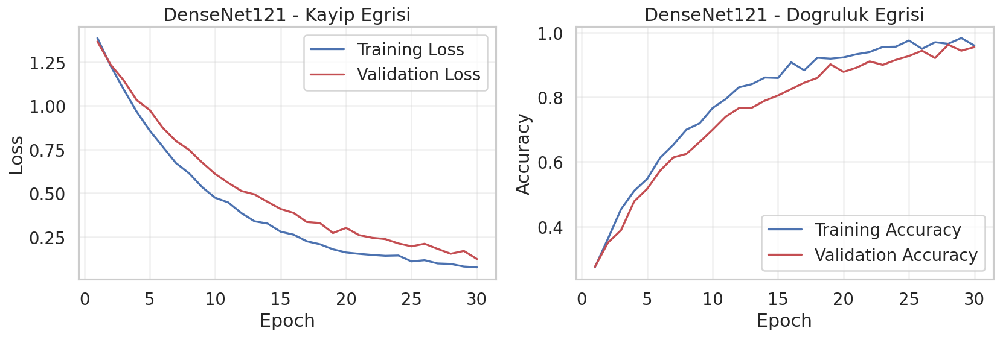 DenseNet121 - Kayip Egrisi
Training Loss
Validation Loss
1.25
1.00
0.75
0.50
0.25
Loss
0 5 10 15 20 25 30
Epoch
DenseNet121 - Dogruluk Egrisi
1.0
0.8
0.6
0.4
Accuracy
Training Accuracy
Validation Accuracy
0 5 10 15 20 25 30
Epoch